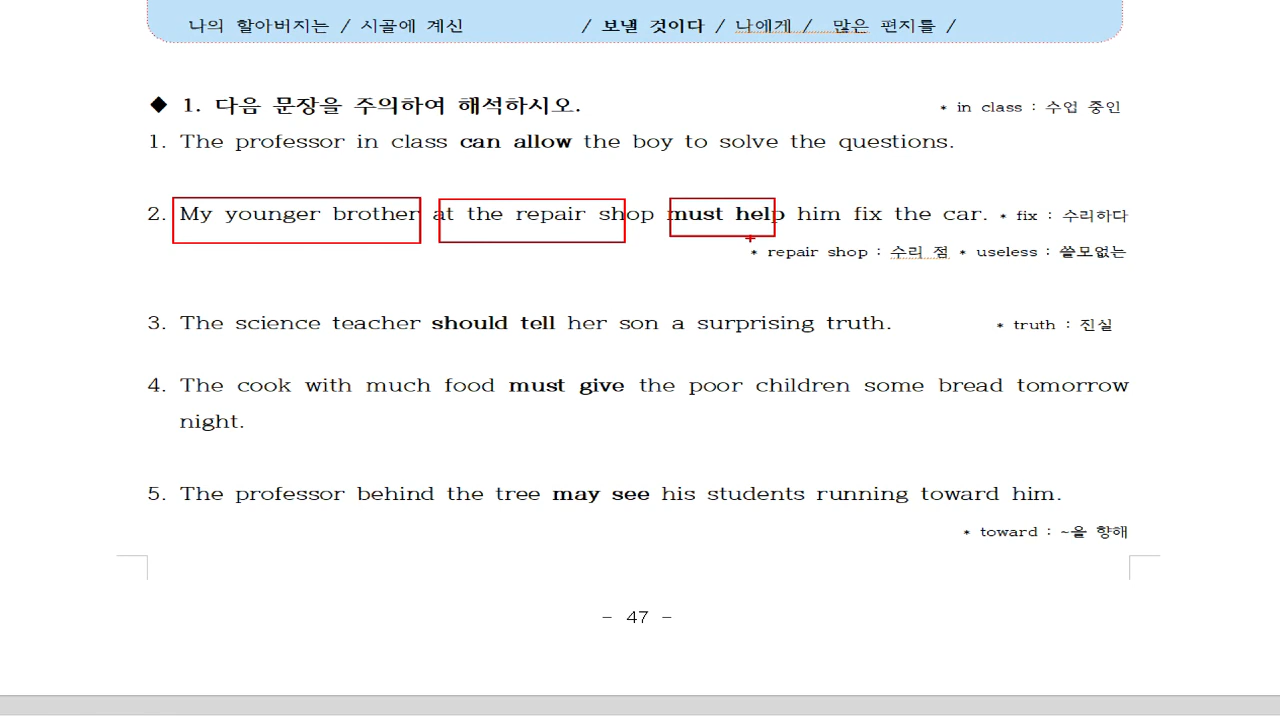 나의 할아버지는 / 시골에 계신 / 보낼 것이다 / 나에게 / 많은 편지를 /
◆ 1. 다음 문장을 주의하여 해석하시오. * in class : 수업 중인
1. The professor in class can allow the boy to solve the questions.
2. My younger brother at the repair shop must help him fix the car. * fix : 수리하다
* repair shop : 수리 점 * useless : 쓸모없는
3. The science teacher should tell her son a surprising truth. * truth : 진실
4. The cook with much food must give the poor children some bread tomorrow
night.
5. The professor behind the tree may see his students running toward him.
* toward : ~을 향해
- 47 -